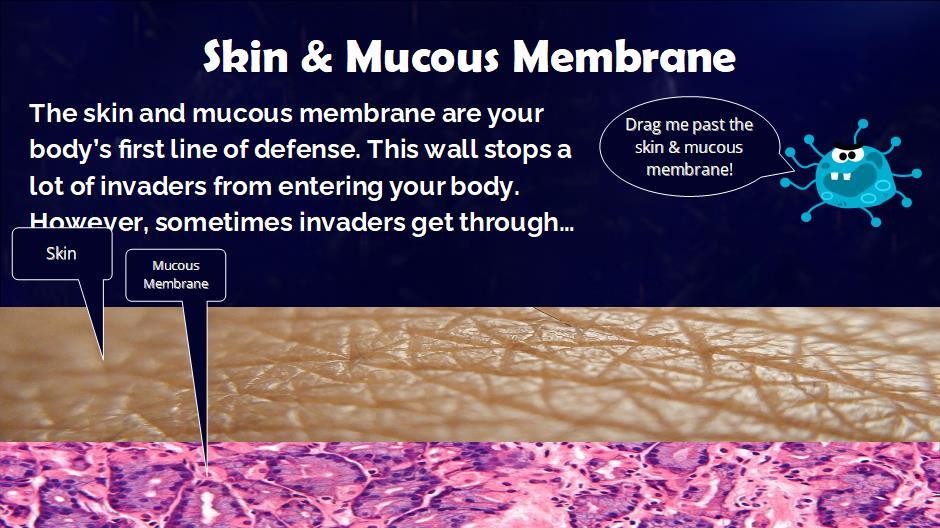 Skin & Mucous Membrane
The skin and mucous membrane are your
body's first line of defense. This wall stops a
lot of invaders from entering your body.
However, sometimes invaders get through...
Drag me past the
skin & mucous
membrane!
Skin
Mucous
Membrane